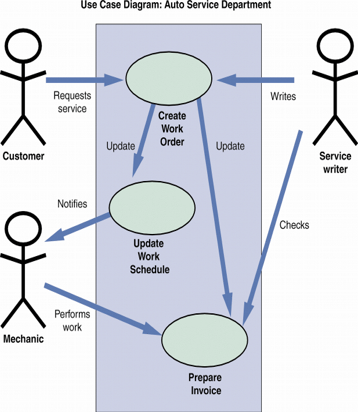 Use Case Diagram: Auto Service Department
Requests
service
Writes
Create
Work
Order
Customer
Service
writer
Update
Update
Notifies
Checks
Update
Work
Schedule
Performs
work
Mechanic
Prepare
Invoice